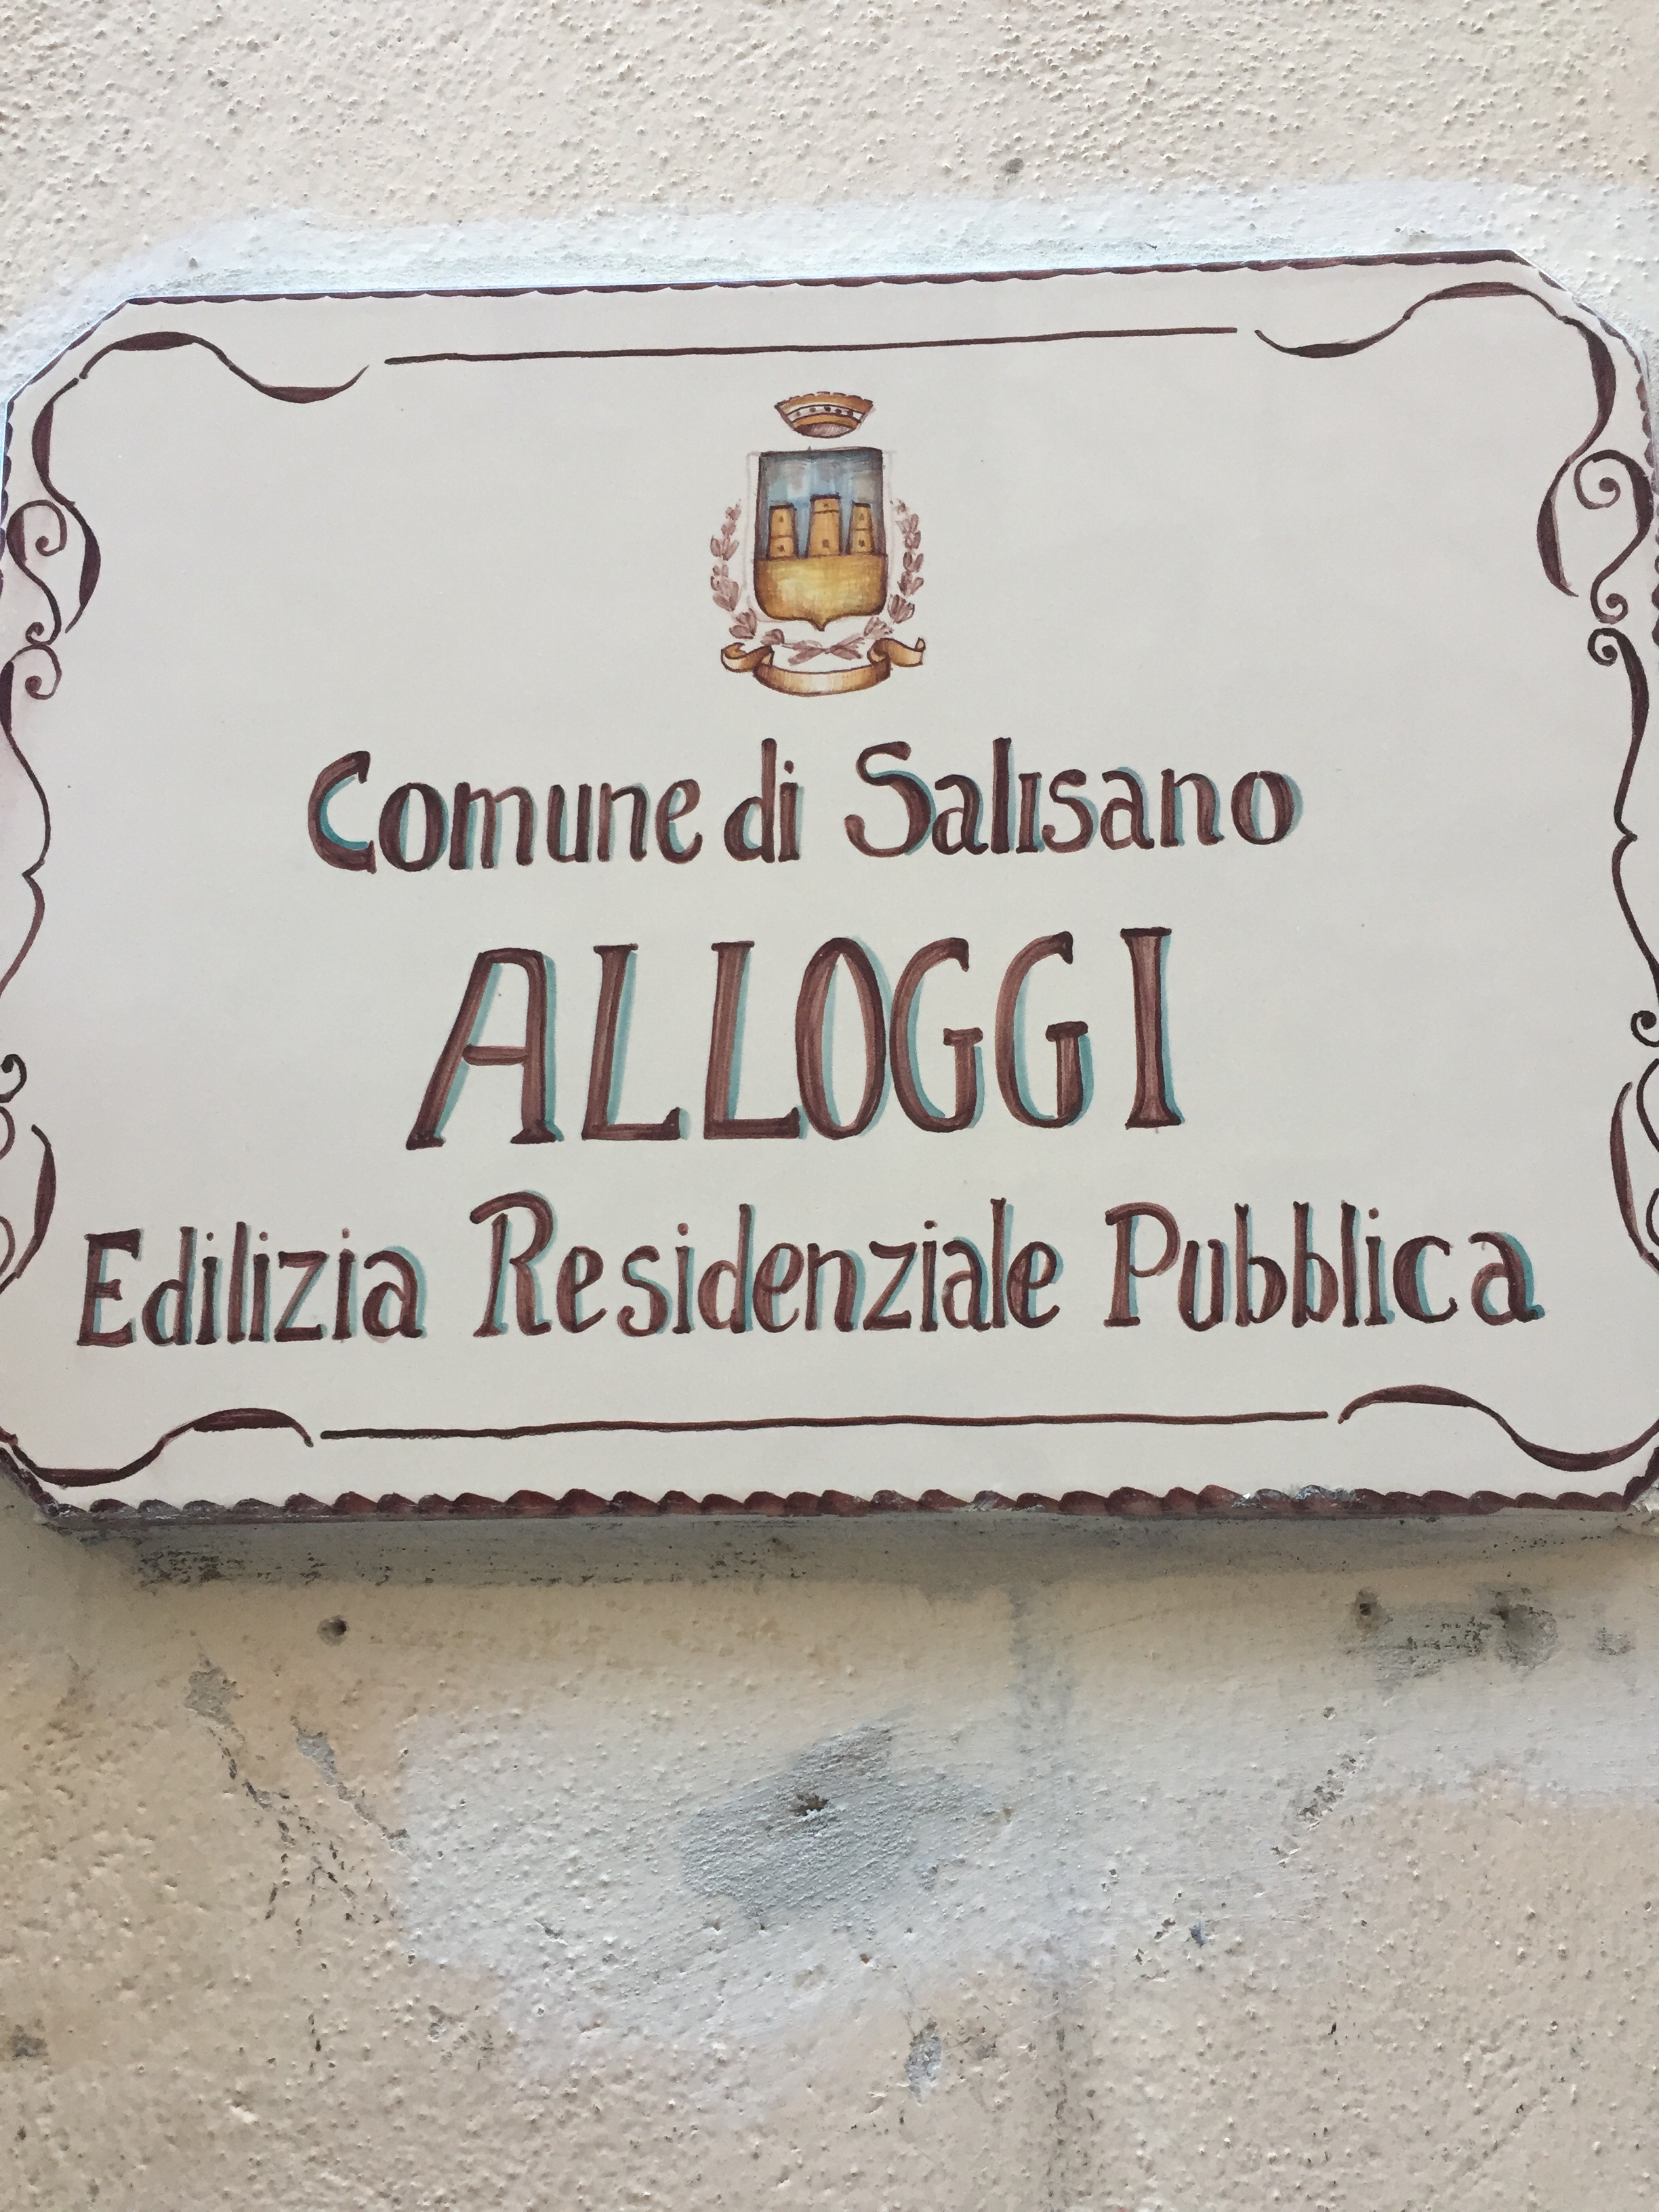 Comune di Salisano
ALLOGGI
Edilizia Residenziale Pubblica